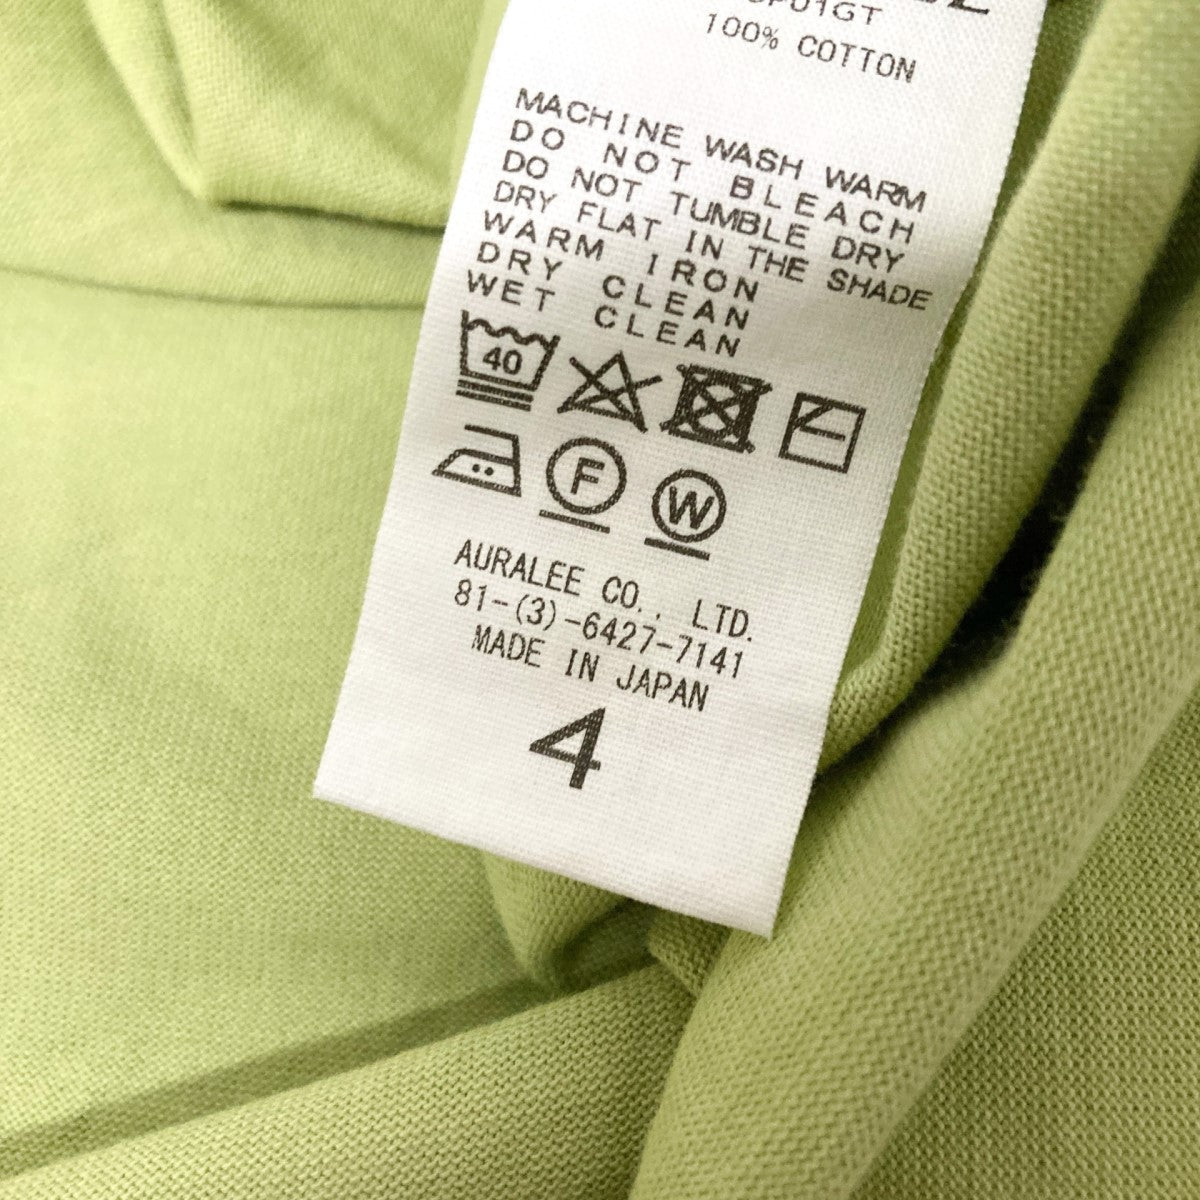 100% COTTON
MACHINE WASH WARM
DO NOT BLEACH
DO NOT TUMBLE DRY
DRY FLAT IN THE SHADE
WARM IRON
DRY CLEAN
WET CLEAN
40
F W
AURALEE CO., LTD.
81-(3)-6427-7141
MADE IN JAPAN
4